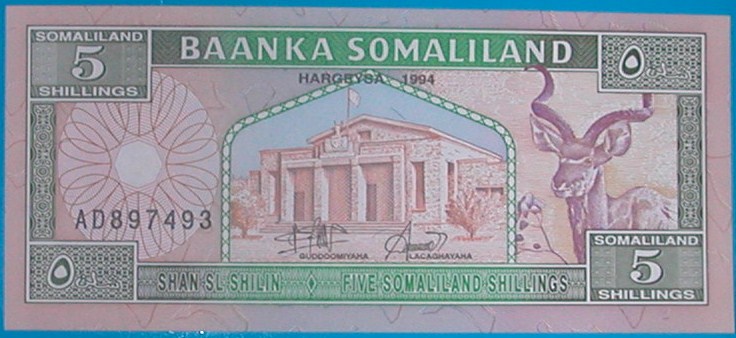 SOMALILAND
5
SHILLINGS
BAANKA SOMALILAND
٥
HARGEYSA 1994
AD897493
GUDDOOMIYAHA
LACAGHAYAHA
٥
SHAN SL SHILIN FIVE SOMALILAND SHILLINGS
SOMALILAND
5
SHILLINGS